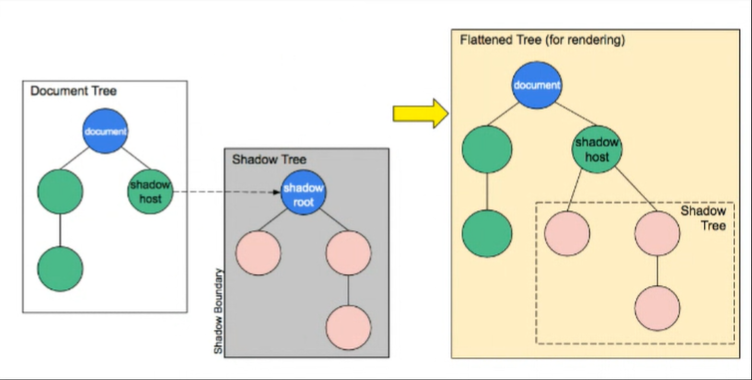 Document Tree
document
shadow
host
Shadow Tree
shadow
root
Shadow Boundary
Flattened Tree (for rendering)
document
shadow
host
Shadow
Tree